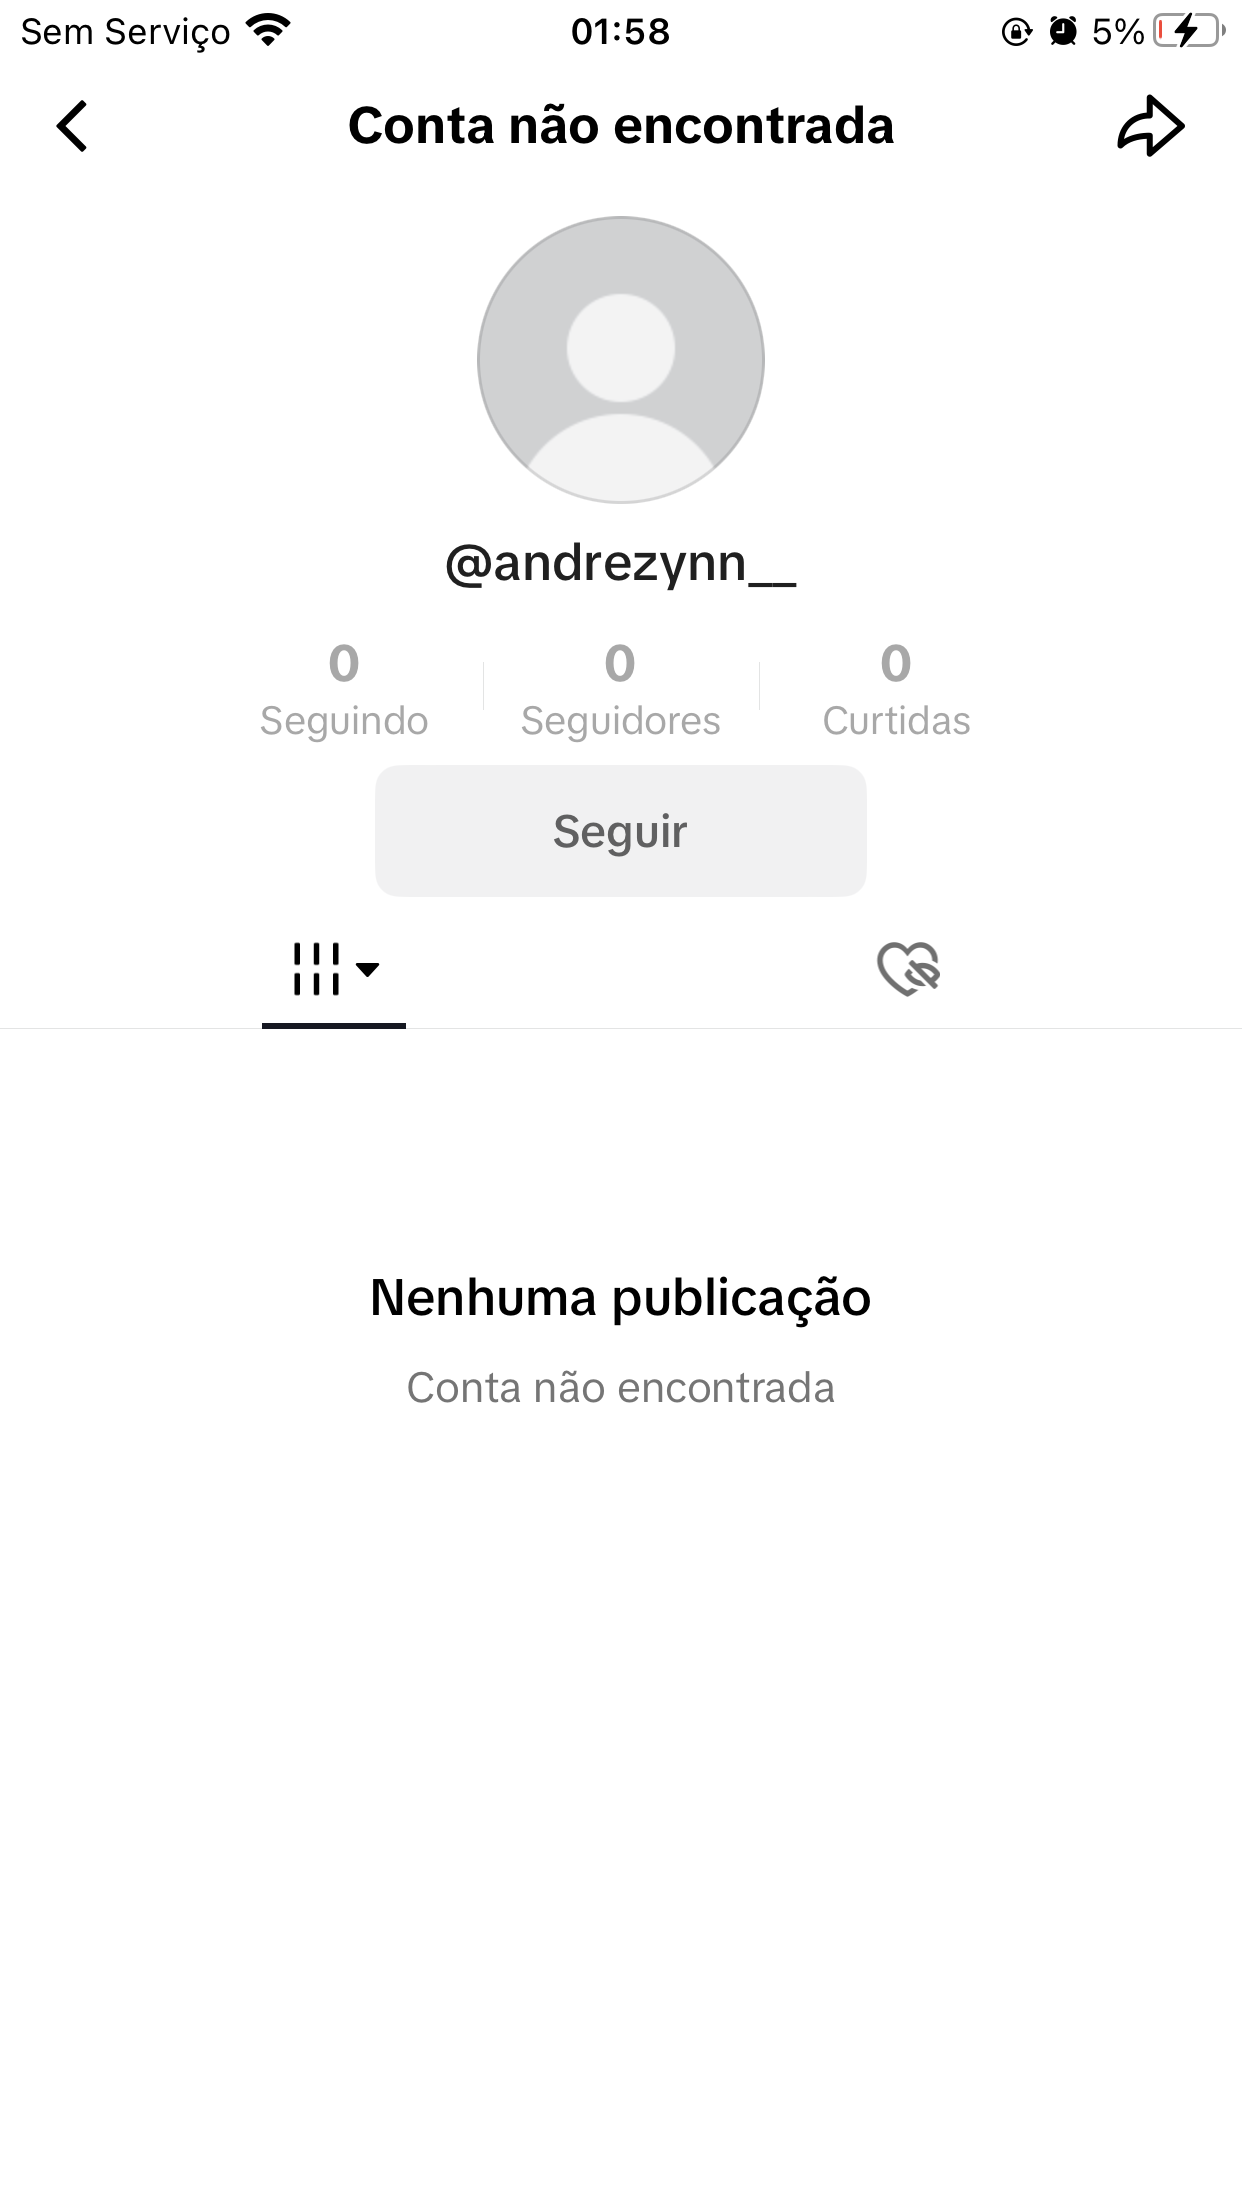 Sem Serviço 01:58 5%
Conta não encontrada
@andrezynn__
0 0 0
Seguindo Seguidores Curtidas
Seguir
Nenhuma publicação
Conta não encontrada